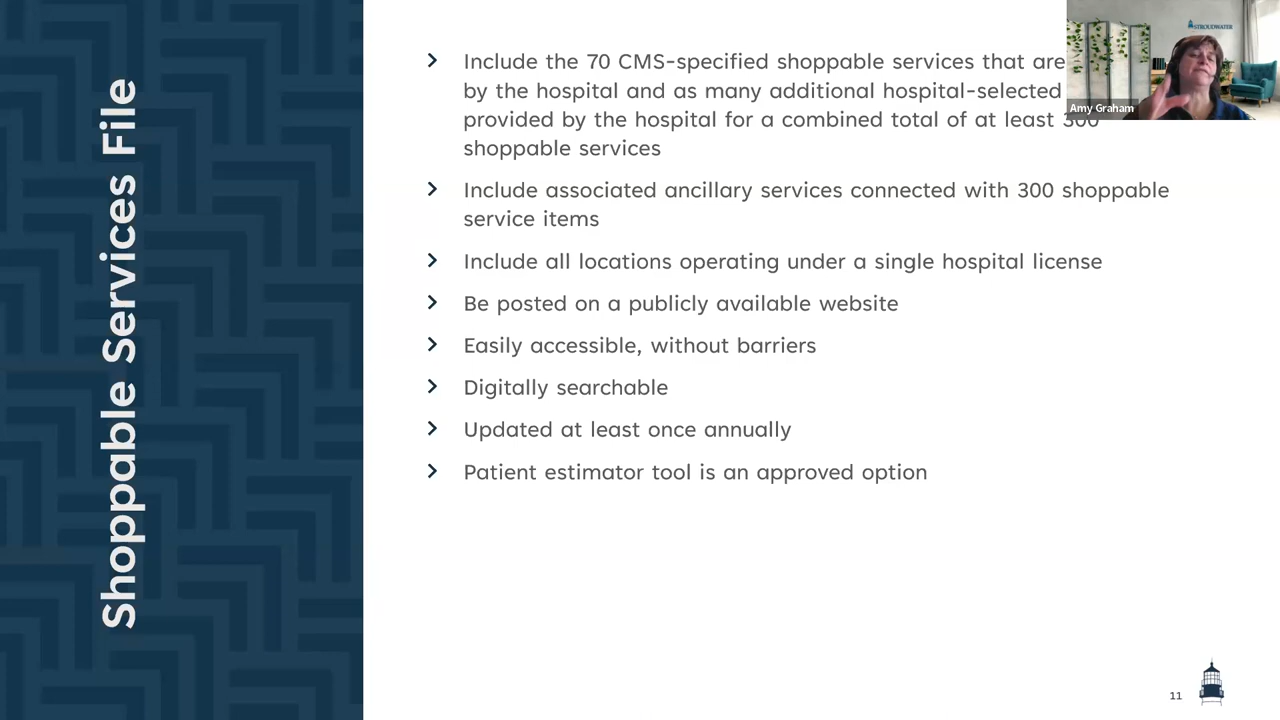 Shoppable Services File
Include the 70 CMS-specified shoppable services that are
by the hospital and as many additional hospital-selected
provided by the hospital for a combined total of at least 300
shoppable services
Include associated ancillary services connected with 300 shoppable
service items
Include all locations operating under a single hospital license
Be posted on a publicly available website
Easily accessible, without barriers
Digitally searchable
Updated at least once annually
Patient estimator tool is an approved option
STROUDWATER
Amy Graham
11